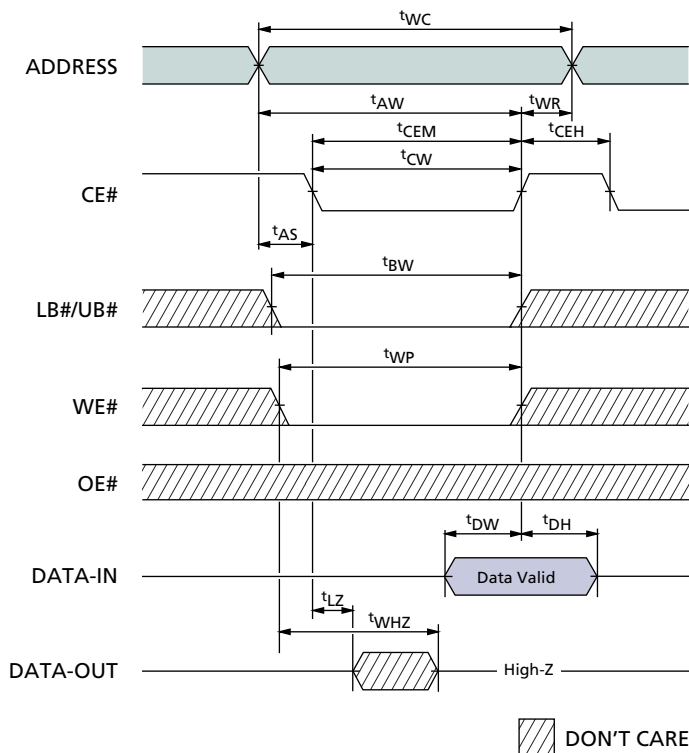 tWC
ADDRESS
tAW
tWR
tCEM
tCEH
tCW
CE#
tAS
tBW
LB#/UB#
tWP
WE#
OE#
tDW
tDH
DATA-IN
Data Valid
tLZ
tWHZ
DATA-OUT
High-Z
DON'T CARE